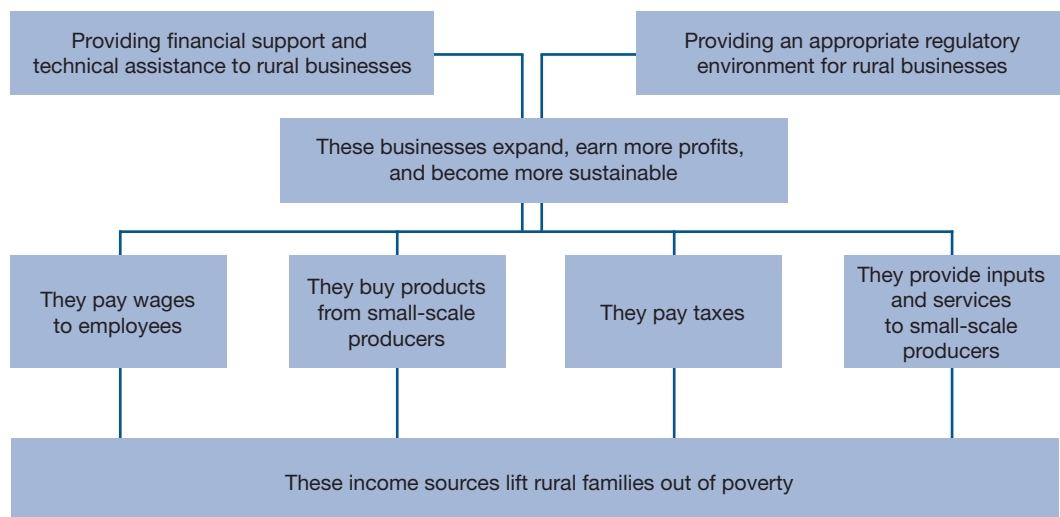 Providing financial support and
technical assistance to rural businesses
Providing an appropriate regulatory
environment for rural businesses
These businesses expand, earn more profits,
and become more sustainable
They pay wages
to employees
They buy products
from small-scale
producers
They pay taxes
They provide inputs
and services
to small-scale
producers
These income sources lift rural families out of poverty